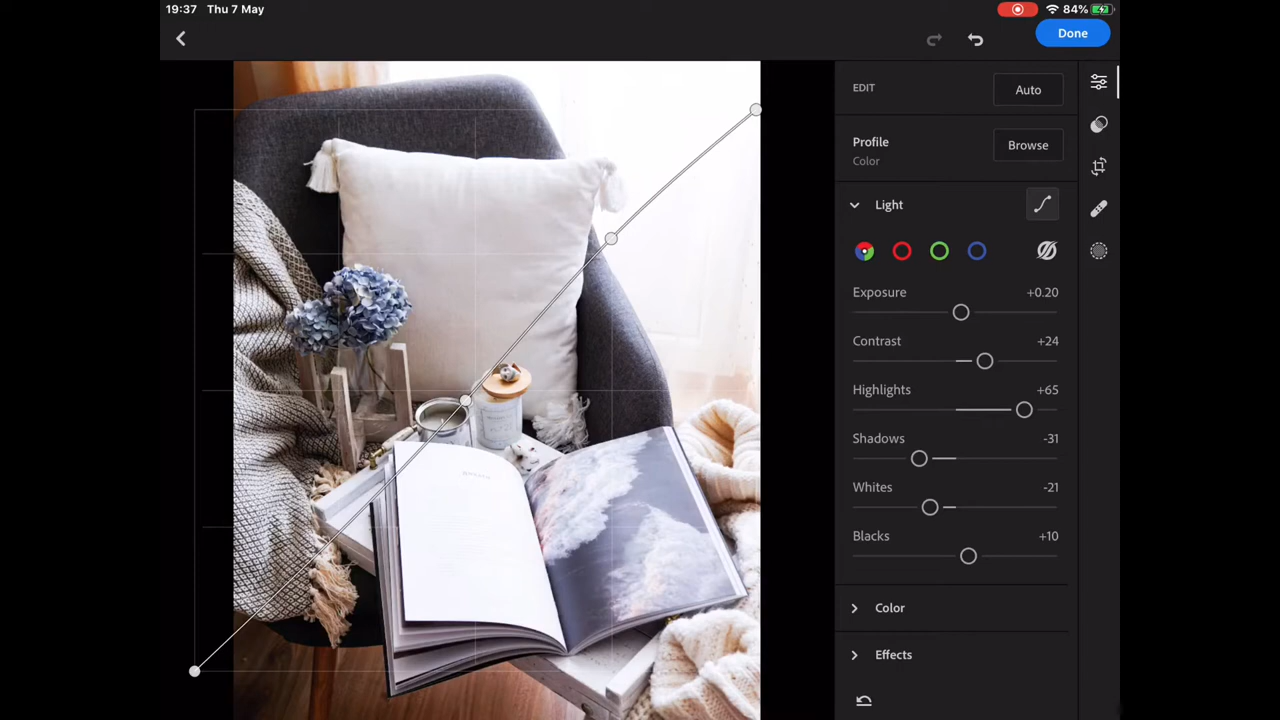 19:37 Thu 7 May 84%
Done
EDIT Auto
Profile
Color
Browse
Light
Exposure +0.20
Contrast +24
Highlights +65
Shadows -31
Whites -21
Blacks +10
Color
Effects